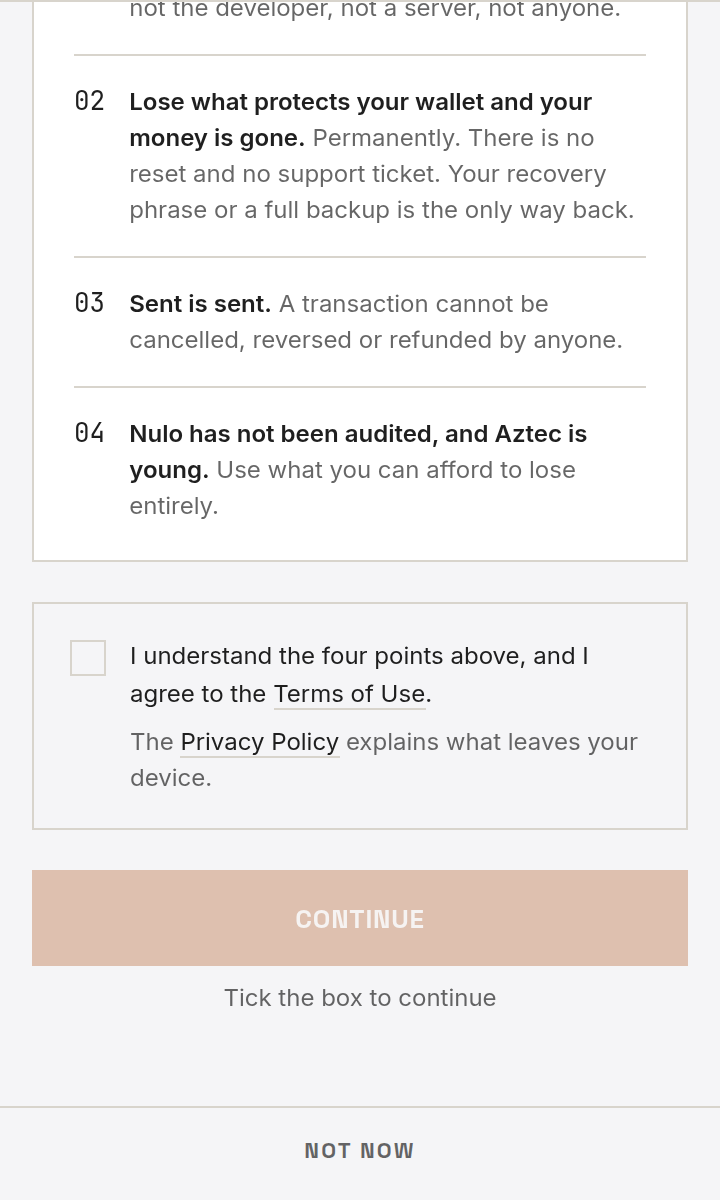 not the developer, not a server, not anyone.
02 Lose what protects your wallet and your
money is gone. Permanently. There is no
reset and no support ticket. Your recovery
phrase or a full backup is the only way back.
03 Sent is sent. A transaction cannot be
cancelled, reversed or refunded by anyone.
04 Nulo has not been audited, and Aztec is
young. Use what you can afford to lose
entirely.
I understand the four points above, and I
agree to the Terms of Use.
The Privacy Policy explains what leaves your
device.
CONTINUE
Tick the box to continue
NOT NOW